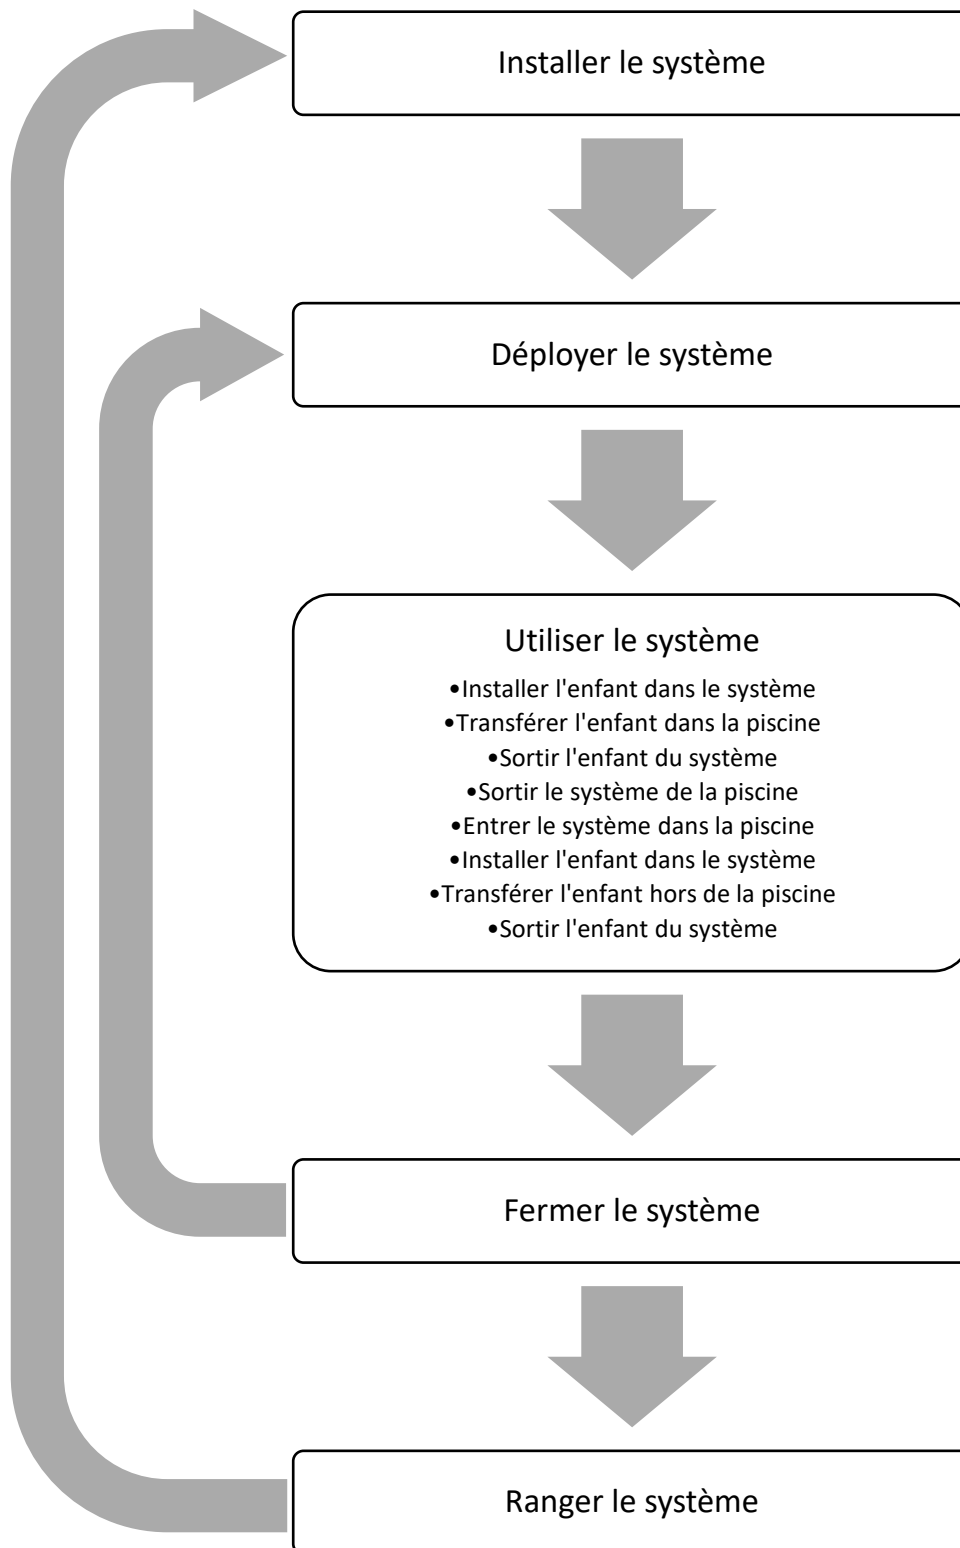 Installer le système
Déployer le système
Utiliser le système
•Installer l'enfant dans le système
•Transférer l'enfant dans la piscine
•Sortir l'enfant du système
•Sortir le système de la piscine
•Entrer le système dans la piscine
•Installer l'enfant dans le système
•Transférer l'enfant hors de la piscine
•Sortir l'enfant du système
Fermer le système
Ranger le système